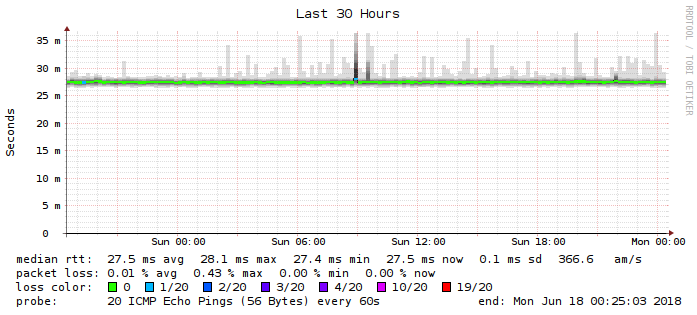 Last 30 Hours
RRDTOOL / TOBI OETIKER
Seconds
35 m
30 m
25 m
20 m
15 m
10 m
5 m
0
Sun 00:00 Sun 06:00 Sun 12:00 Sun 18:00 Mon 00:00
median rtt: 27.5 ms avg 28.1 ms max 27.4 ms min 27.5 ms now 0.1 ms sd 366.6 am/s
packet loss: 0.01 % avg 0.43 % max 0.00 % min 0.00 % now
loss color: 0 1/20 2/20 3/20 4/20 10/20 19/20
probe: 20 ICMP Echo Pings (56 Bytes) every 60s end: Mon Jun 18 00:25:03 2018